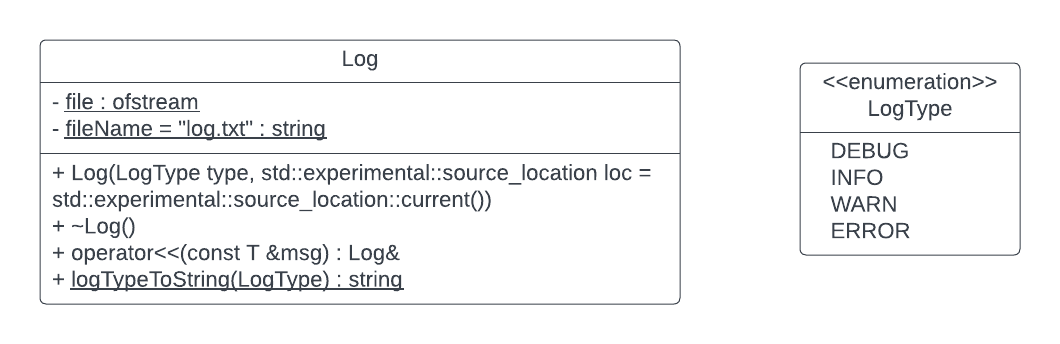 Log
- file : ofstream
- fileName = "log.txt" : string
+ Log(LogType type, std::experimental::source_location loc =
std::experimental::source_location::current())
+ ~Log()
+ operator<<(const T &msg) : Log&
+ logTypeToString(LogType) : string
<<enumeration>>
LogType
DEBUG
INFO
WARN
ERROR